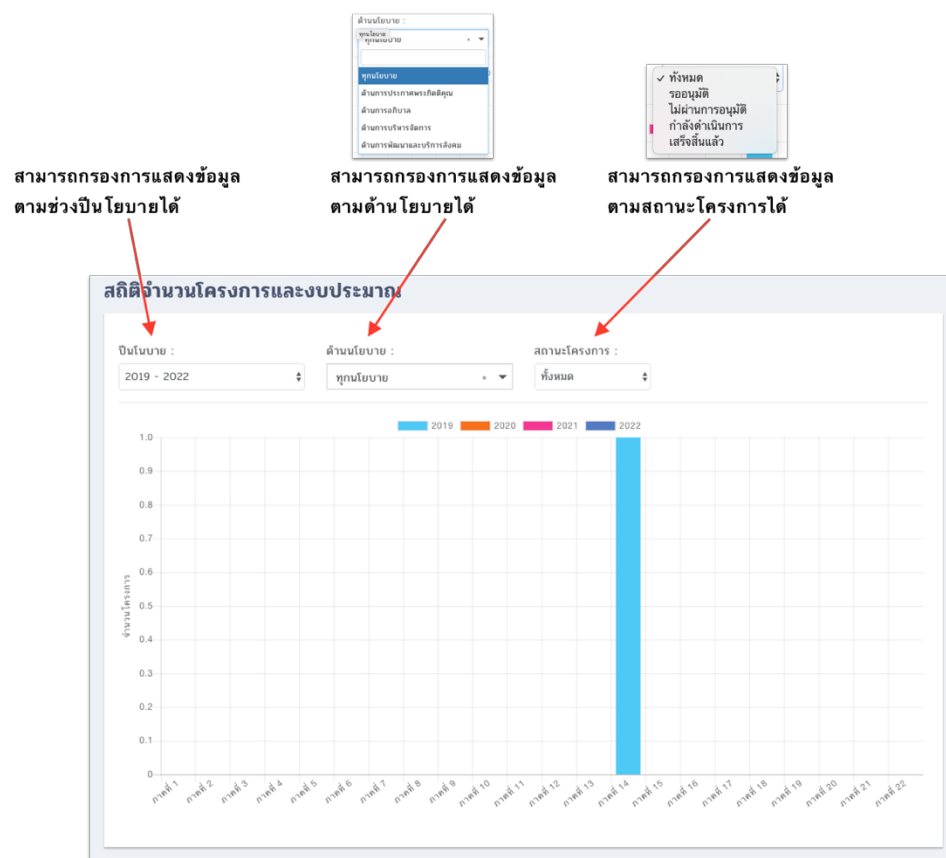 ด้านนโยบาย :
ทุกนโยบาย
ทุกนโยบาย × 
ทุกนโยบาย
ด้านการประกาศพระกิตติคุณ
ด้านการอภิบาล
ด้านการบริหารจัดการ
ด้านการพัฒนาและบริการสังคม
✓ ทั้งหมด
รออนุมัติ
ไม่ผ่านการอนุมัติ
กำลังดำเนินการ
เสร็จสิ้นแล้ว
สามารถกรองการแสดงข้อมูล
ตามช่วงปีนโยบายได้
สามารถกรองการแสดงข้อมูล
ตามด้านนโยบายได้
สามารถกรองการแสดงข้อมูล
ตามสถานะโครงการได้
สถิติจำนวนโครงการและงบประมาณ
ปีนโนบาย : ด้านนโยบาย : สถานะโครงการ :
2019 - 2022 ทุกนโยบาย × ทั้งหมด
2019 2020 2021 2022
1.0
0.9
0.8
0.7
0.6
0.5
0.4
0.3
0.2
0.1
0
จำนวนโครงการ
ภาคที่ 1 ภาคที่ 2 ภาคที่ 3 ภาคที่ 4 ภาคที่ 5 ภาคที่ 6 ภาคที่ 7 ภาคที่ 8 ภาคที่ 9 ภาคที่ 10 ภาคที่ 11 ภาคที่ 12 ภาคที่ 13 ภาคที่ 14 ภาคที่ 15 ภาคที่ 16 ภาคที่ 17 ภาคที่ 18 ภาคที่ 19 ภาคที่ 20 ภาคที่ 21 ภาคที่ 22